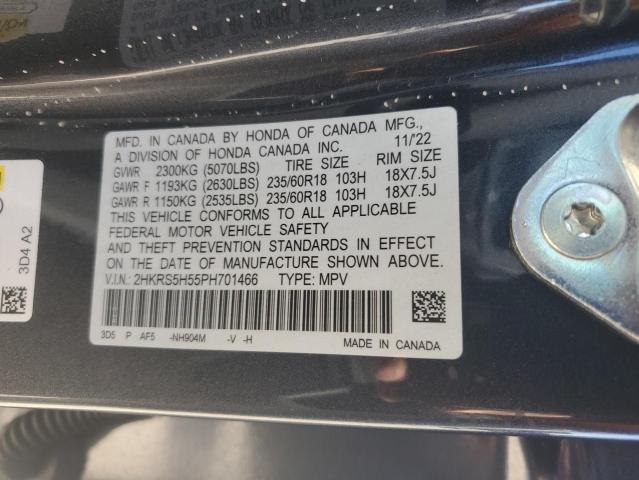 MFD. IN CANADA BY HONDA OF CANADA MFG.,
A DIVISION OF HONDA CANADA INC. 11/22
GVWR 2300KG (5070LBS) TIRE SIZE RIM SIZE
GAWR F 1193KG (2630LBS) 235/60R18 103H 18X7.5J
GAWR R 1150KG (2535LBS) 235/60R18 103H 18X7.5J
THIS VEHICLE CONFORMS TO ALL APPLICABLE
FEDERAL MOTOR VEHICLE SAFETY
AND THEFT PREVENTION STANDARDS IN EFFECT
ON THE DATE OF MANUFACTURE SHOWN ABOVE.
V.I.N.: 2HKRS5H55PH701466 TYPE: MPV
3D5 P AF5 -NH904M -V -H
MADE IN CANADA
3D4 A2